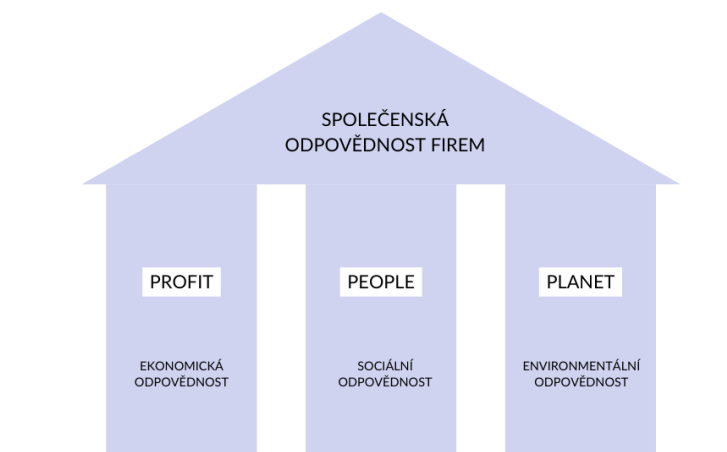 SPOLEČENSKÁ
ODPOVĚDNOST FIREM
PROFIT
EKONOMICKÁ
ODPOVĚDNOST
PEOPLE
SOCIÁLNÍ
ODPOVĚDNOST
PLANET
ENVIRONMENTÁLNÍ
ODPOVĚDNOST